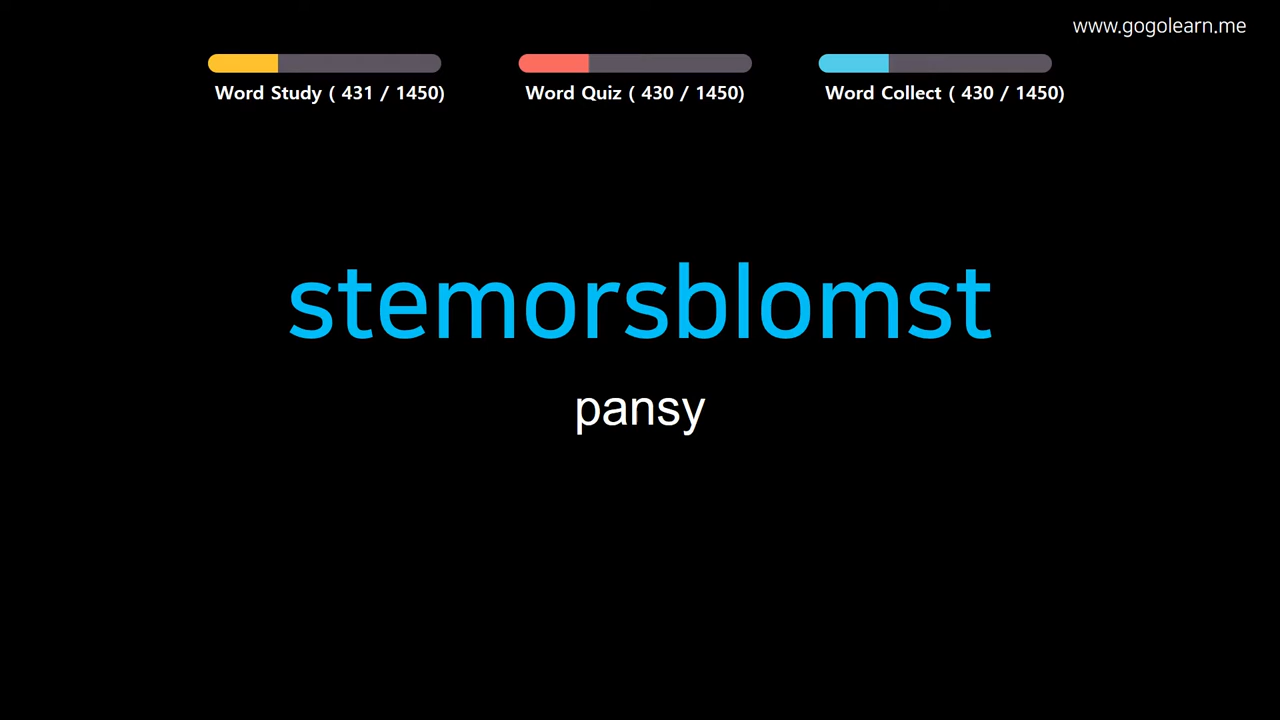 www.gogolearn.me
Word Study ( 431 / 1450)
Word Quiz ( 430 / 1450)
Word Collect ( 430 / 1450)
stemorsblomst
pansy